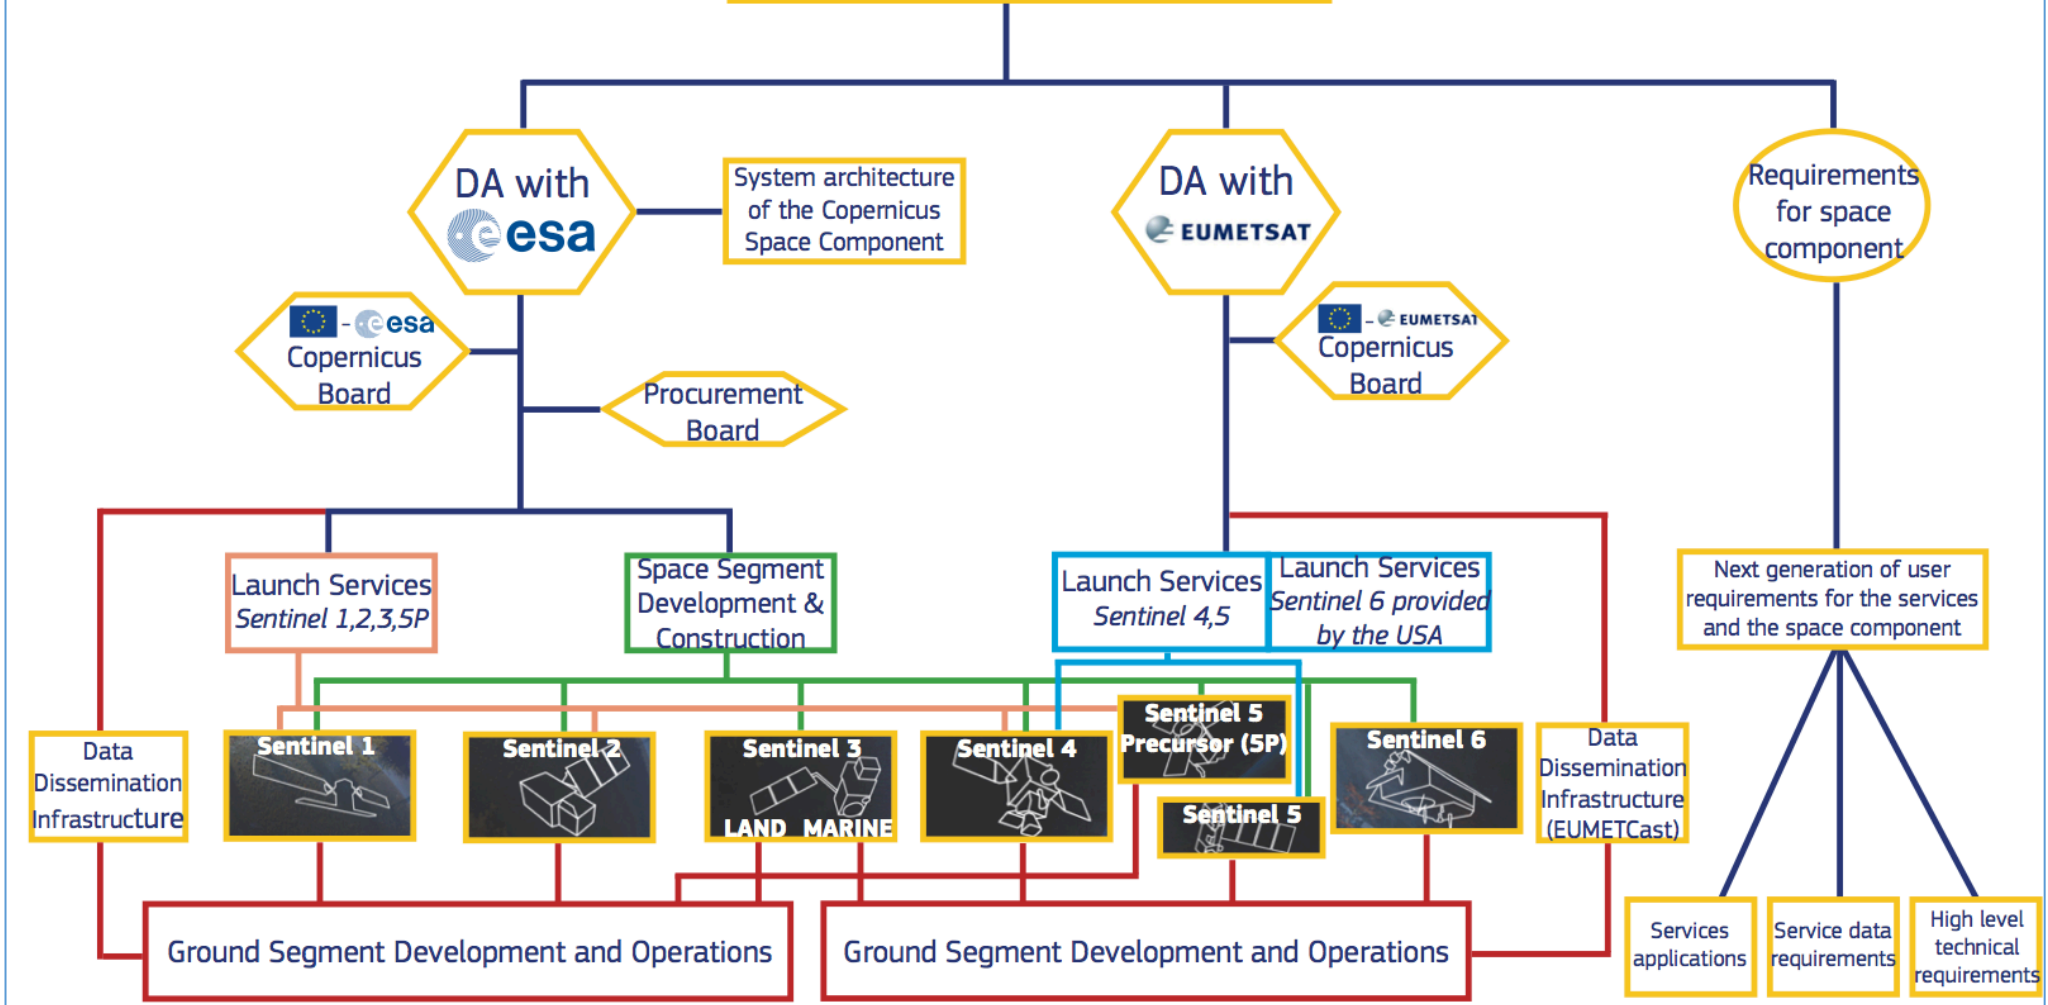 DA with
esa
System architecture
of the Copernicus
Space Component
DA with
EUMETSAT
Requirements
for space
component
- esa
Copernicus
Board
Procurement
Board
- EUMETSAT
Copernicus
Board
Launch Services
Sentinel 1,2,3,5P
Space Segment
Development &
Construction
Launch Services
Sentinel 4,5
Launch Services
Sentinel 6 provided
by the USA
Next generation of user
requirements for the services
and the space component
Data
Dissemination
Infrastructure
Sentinel 1
Sentinel 2
Sentinel 3
LAND MARINE
Sentinel 4
Sentinel 5
Precursor (5P)
Sentinel 5
Sentinel 6
Data
Dissemination
Infrastructure
(EUMETCast)
Ground Segment Development and Operations
Ground Segment Development and Operations
Services
applications
Service data
requirements
High level
technical
requirements